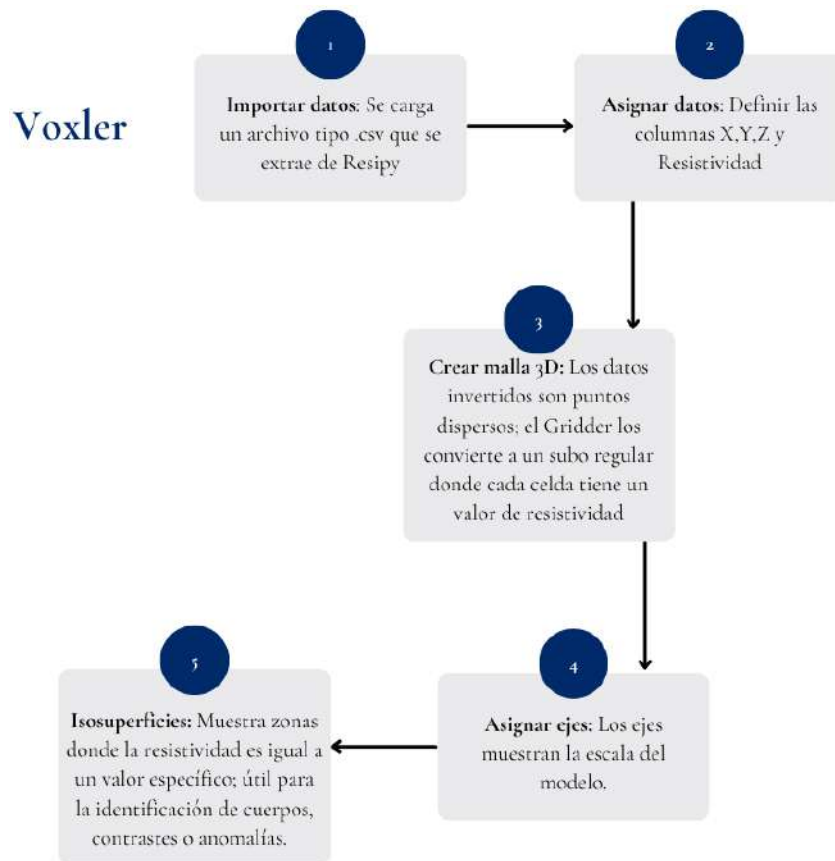 Voxler
1
Importar datos: Se carga
un archivo tipo .csv que se
extrae de Resipy
2
Asignar datos: Definir las
columnas X,Y,Z y
Resistividad
3
Crear malla 3D: Los datos
invertidos son puntos
dispersos; el Gridder los
convierte a un subo regular
donde cada celda tiene un
valor de resistividad
4
Asignar ejes: Los ejes
muestran la escala del
modelo.
5
Isosuperficies: Muestra zonas
donde la resistividad es igual a
un valor específico; útil para
la identificación de cuerpos,
contrastes o anomalías.